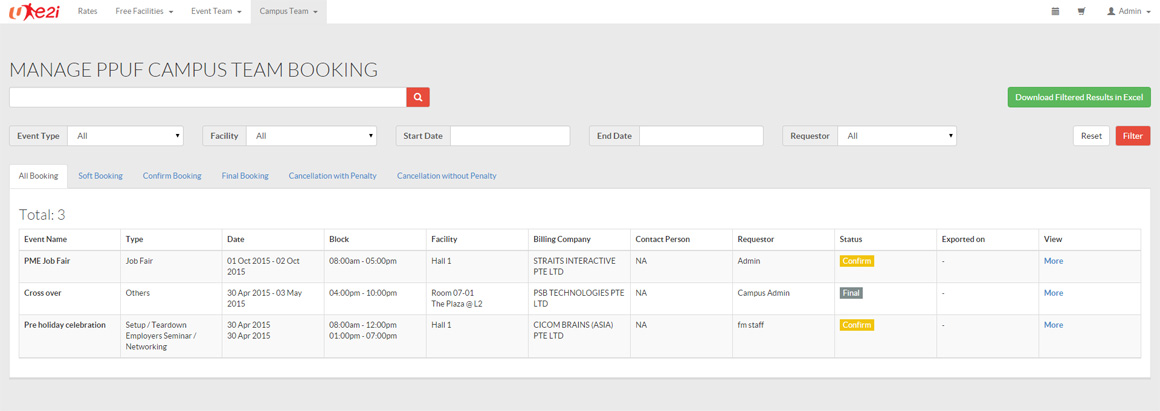 e2i Rates Free Facilities Event Team Campus Team Admin
MANAGE PPUF CAMPUS TEAM BOOKING
Download Filtered Results in Excel
Event Type All Facility All Start Date End Date Requestor All Reset Filter
All Booking Soft Booking Confirm Booking Final Booking Cancellation with Penalty Cancellation without Penalty
Total: 3
Event Name Type Date Block Facility Billing Company Contact Person Requestor Status Exported on View
PME Job Fair Job Fair 01 Oct 2015 - 02 Oct 08:00am - 05:00pm Hall 1 STRAITS INTERACTIVE NA Admin Confirm - More
2015 PTE LTD
Cross over Others 30 Apr 2015 - 03 May 04:00pm - 10:00pm Room 07-01 PSB TECHNOLOGIES PTE NA Campus Admin Final - More
2015 The Plaza @ L2 LTD
Pre holiday celebration Setup / Teardown 30 Apr 2015 08:00am - 12:00pm Hall 1 CICOM BRAINS (ASIA) NA fm staff Confirm - More
Employers Seminar / 30 Apr 2015 01:00pm - 07:00pm PTE LTD
Networking